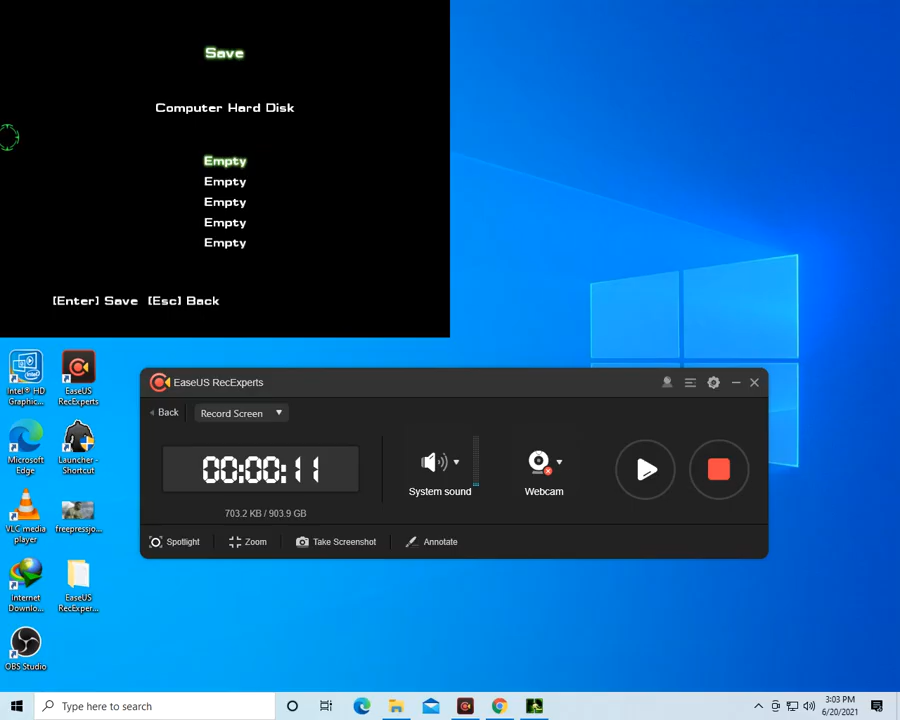 Save
Computer Hard Disk
Empty
Empty
Empty
Empty
Empty
[Enter] Save [Esc] Back
Intel® HD Graphic...
EaseUS RecExperts
Microsoft Edge
Launcher - Shortcut
VLC media player
freepressjo...
Internet Downlo...
EaseUS RecExper...
OBS Studio
EaseUS RecExperts
Back
Record Screen
00:00:11
703.2 KB / 903.9 GB
System sound
Webcam
Spotlight
Zoom
Take Screenshot
Annotate
Type here to search
3:03 PM
6/20/2021